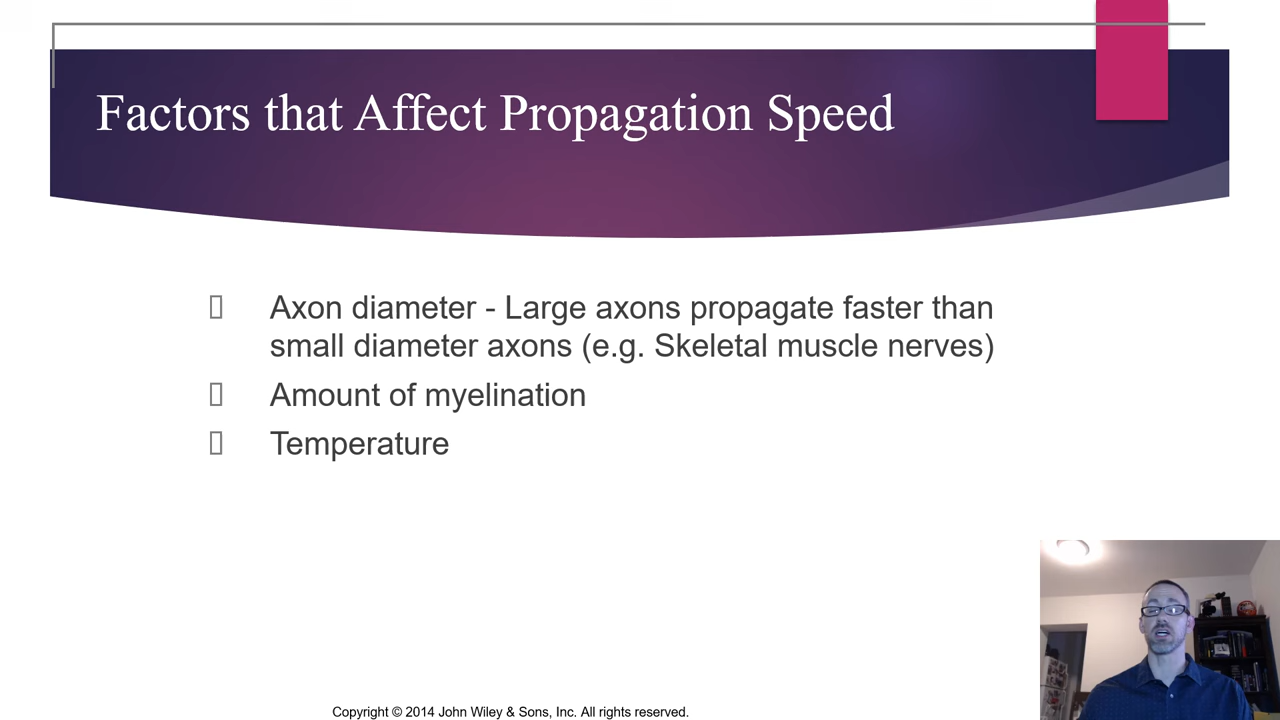 Factors that Affect Propagation Speed
Axon diameter - Large axons propagate faster than
small diameter axons (e.g. Skeletal muscle nerves)
Amount of myelination
Temperature
Copyright © 2014 John Wiley & Sons, Inc. All rights reserved.